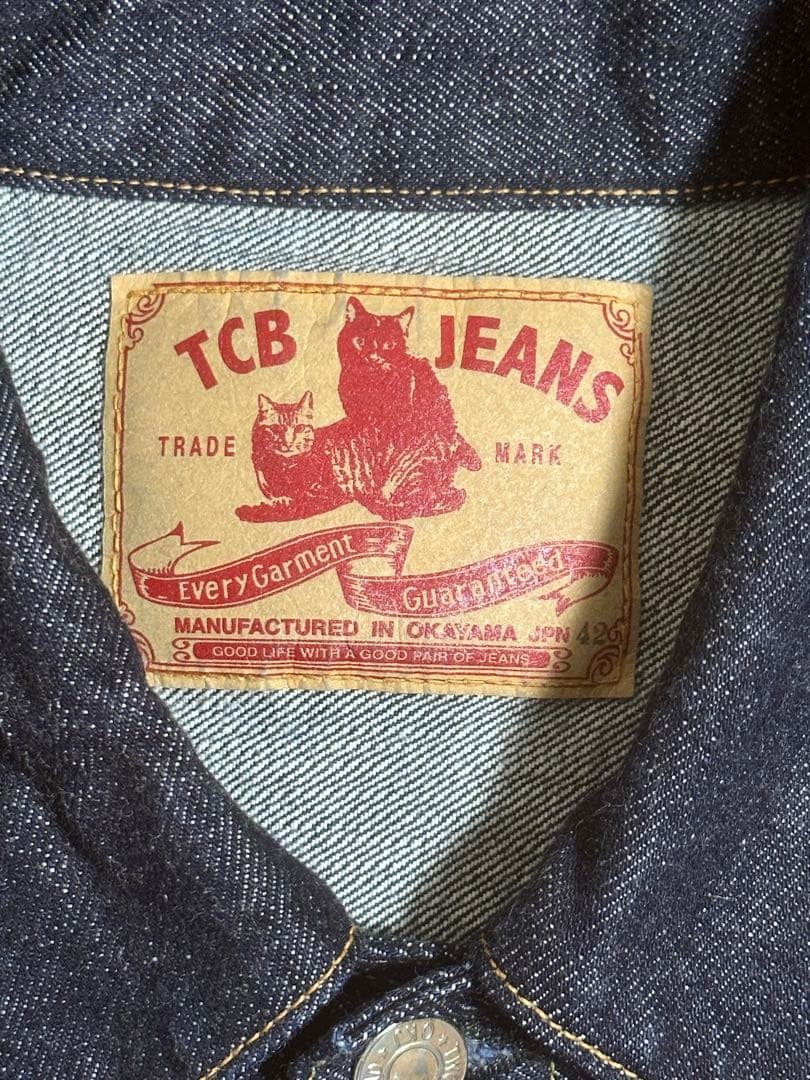 TCB JEANS
TRADE MARK
Every Garment
Guaranteed
MANUFACTURED IN OKAYAMA JPN 42
GOOD LIFE WITH A GOOD PAIR OF JEANS